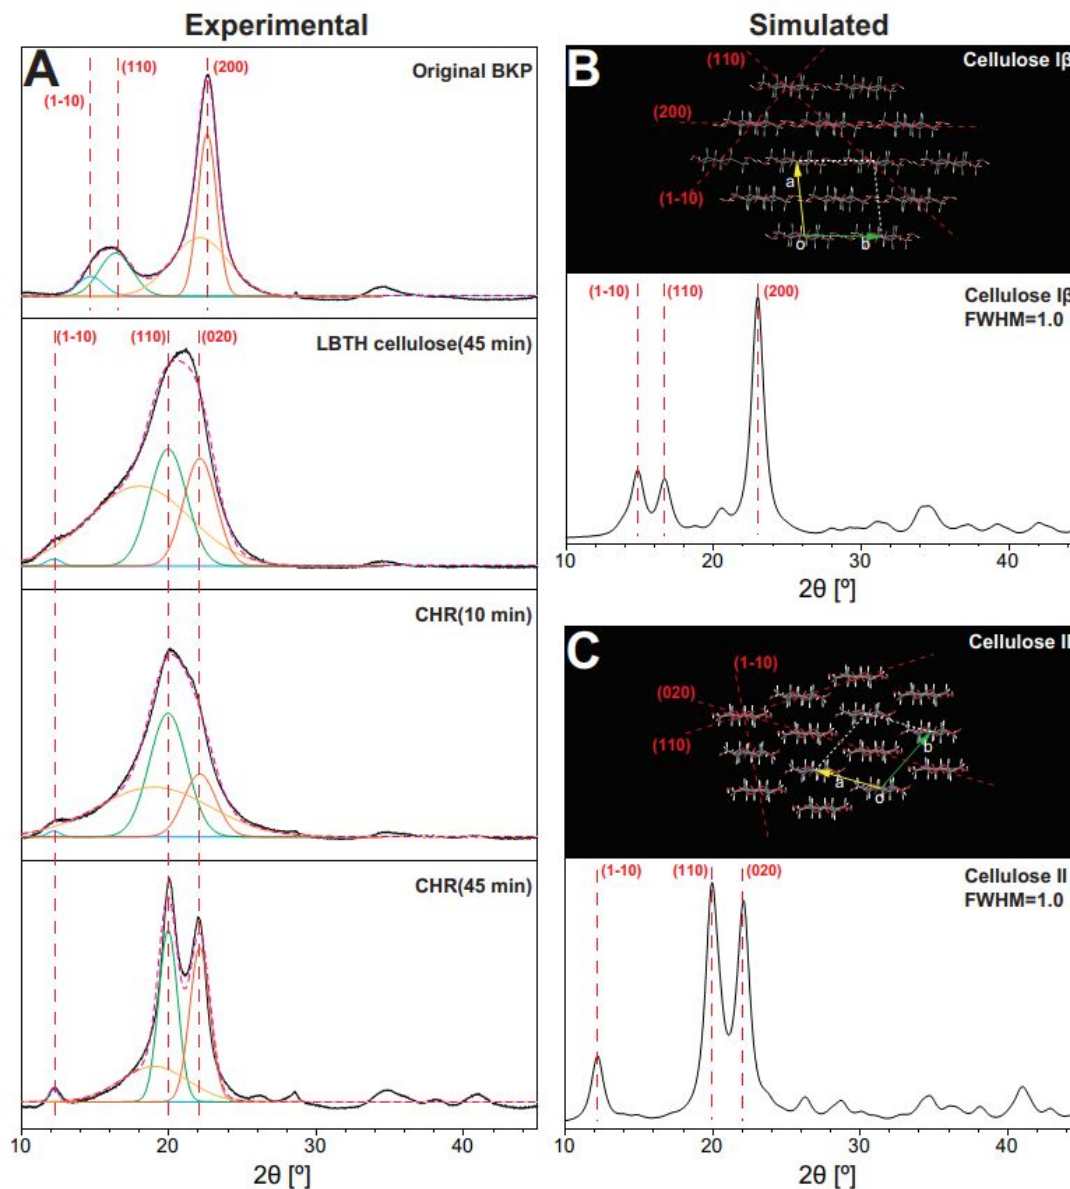 Experimental
Simulated
A
(110)
Original BKP
(1-10)
(200)
(1-10)
(110)
(020)
LBTH cellulose(45 min)
CHR(10 min)
CHR(45 min)
10 20 30 40
2θ [º]
B
(110)
Cellulose Iβ
(200)
a
(1-10)
o
b
(1-10)
(110)
(200)
Cellulose Iβ
FWHM=1.0
10 20 30 40
2θ [º]
C
Cellulose II
(1-10)
(020)
(110)
b
a
o
(1-10)
(110)
(020)
Cellulose II
FWHM=1.0
10 20 30 40
2θ [º]